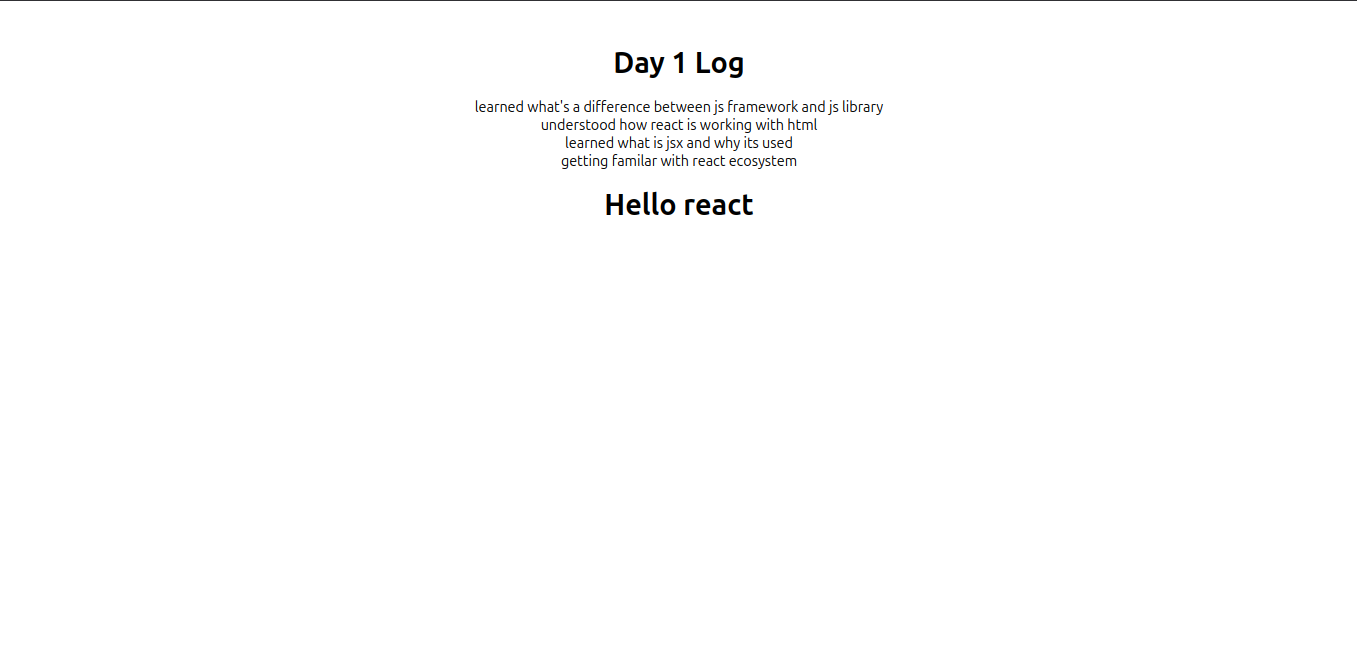 Day 1 Log
learned what's a difference between js framework and js library
understood how react is working with html
learned what is jsx and why its used
getting familar with react ecosystem
Hello react